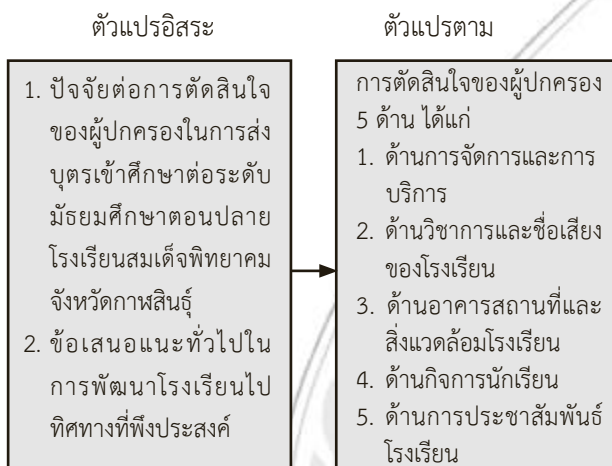 ตัวแปรอิสระ
1. ปัจจัยต่อการตัดสินใจ
ของผู้ปกครองในการส่ง
บุตรเข้าศึกษาต่อระดับ
มัธยมศึกษาตอนปลาย
โรงเรียนสมเด็จพิทยาคม
จังหวัดกาฬสินธุ์
2. ข้อเสนอแนะทั่วไปใน
การพัฒนาโรงเรียนไป
ทิศทางที่พึงประสงค์
ตัวแปรตาม
การตัดสินใจของผู้ปกครอง
5 ด้าน ได้แก่
1. ด้านการจัดการและการ
บริการ
2. ด้านวิชาการและชื่อเสียง
ของโรงเรียน
3. ด้านอาคารสถานที่และ
สิ่งแวดล้อมโรงเรียน
4. ด้านกิจการนักเรียน
5. ด้านการประชาสัมพันธ์
โรงเรียน